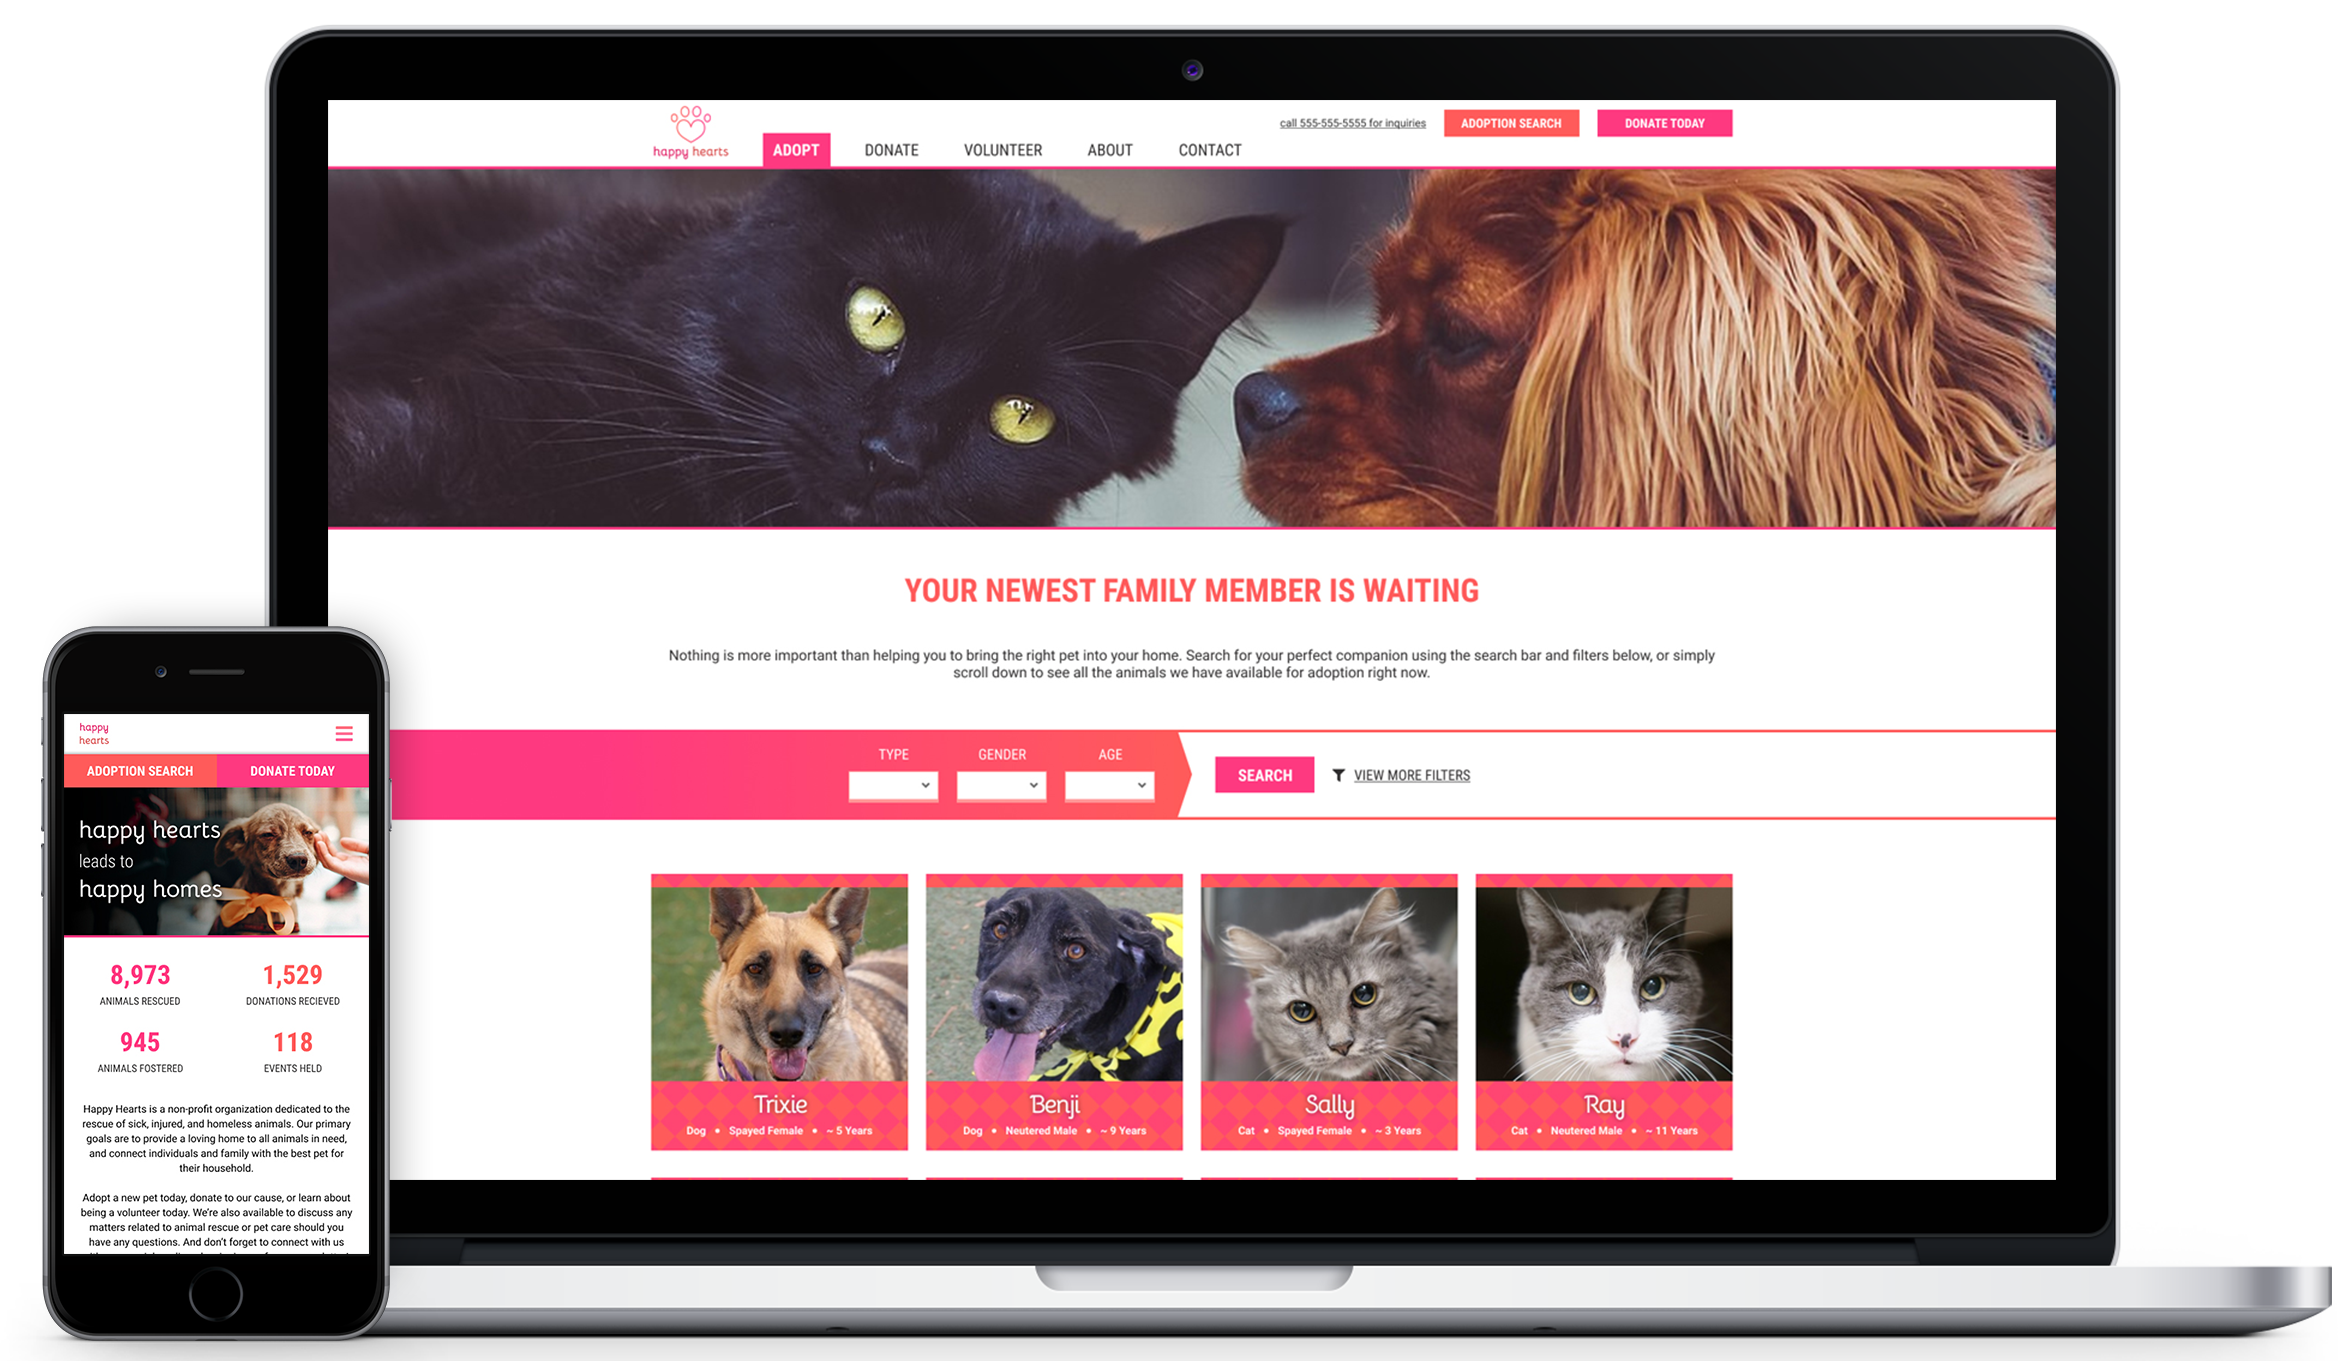 happy hearts
ADOPT
DONATE
VOLUNTEER
ABOUT
CONTACT
call 555-555-5555 for inquiries
ADOPTION SEARCH
DONATE TODAY
YOUR NEWEST FAMILY MEMBER IS WAITING
Nothing is more important than helping you to bring the right pet into your home. Search for your perfect companion using the search bar and filters below, or simply
scroll down to see all the animals we have available for adoption right now.
TYPE
GENDER
AGE
SEARCH
VIEW MORE FILTERS
Trixie
Dog • Spayed Female • ~ 5 Years
Benji
Dog • Neutered Male • ~ 9 Years
Sally
Cat • Spayed Female • ~ 3 Years
Ray
Cat • Neutered Male • ~ 11 Years
happy
hearts
ADOPTION SEARCH
DONATE TODAY
happy hearts
leads to
happy homes
8,973
ANIMALS RESCUED
1,529
DONATIONS RECIEVED
945
ANIMALS FOSTERED
118
EVENTS HELD
Happy Hearts is a non-profit organization dedicated to the
rescue of sick, injured, and homeless animals. Our primary
goals are to provide a loving home to all animals in need,
and connect individuals and family with the best pet for
their household.
Adopt a new pet today, donate to our cause, or learn about
being a volunteer today. We're also available to discuss any
matters related to animal rescue or pet care should you
have any questions. And don't forget to connect with us